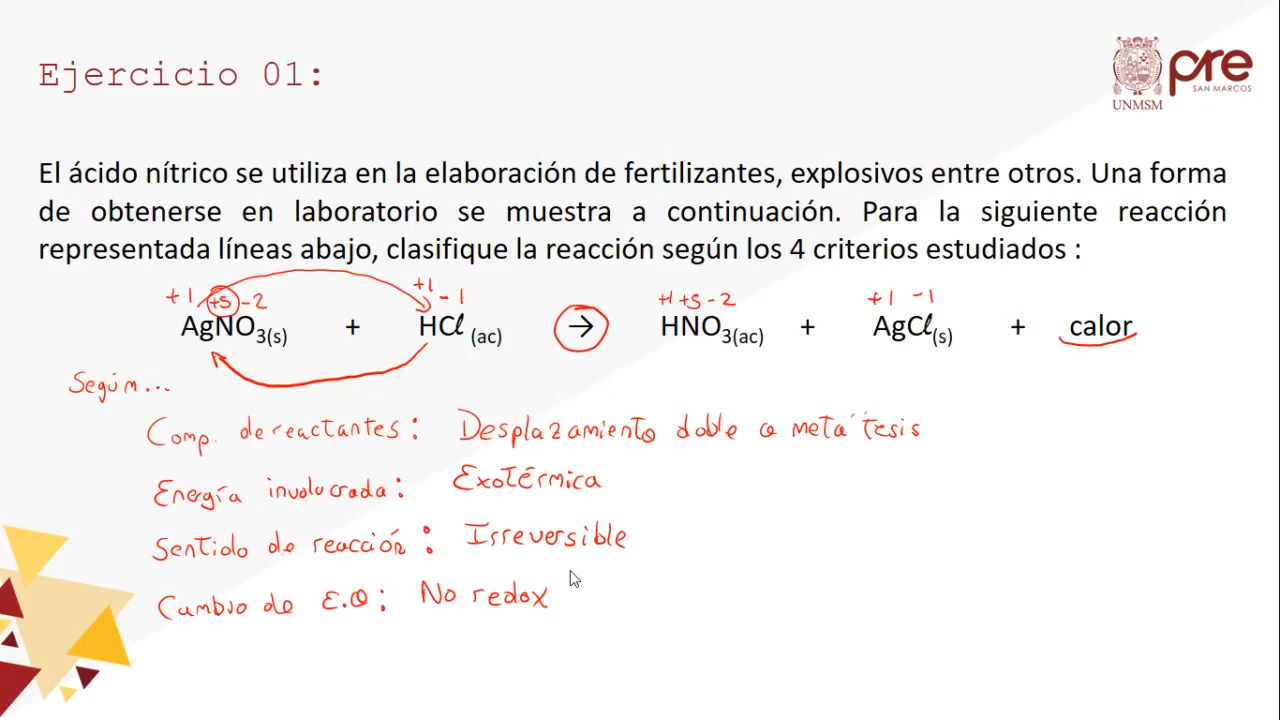 Ejercicio 01:
pre
SAN MARCOS
UNMSM
El ácido nítrico se utiliza en la elaboración de fertilizantes, explosivos entre otros. Una forma
de obtenerse en laboratorio se muestra a continuación. Para la siguiente reacción
representada líneas abajo, clasifique la reacción según los 4 criterios estudiados :
+1 +5 -2 +1 -1 +1 +5 -2 +1 -1
AgNO3(s) + HCl (ac) → HNO3(ac) + AgCl(s) + calor
Según...
Comp. de reactantes : Desplazamiento doble o metátesis
Energía involucrada : Exotérmica
Sentido de reacción : Irreversible
Cambio de E.O : No redox